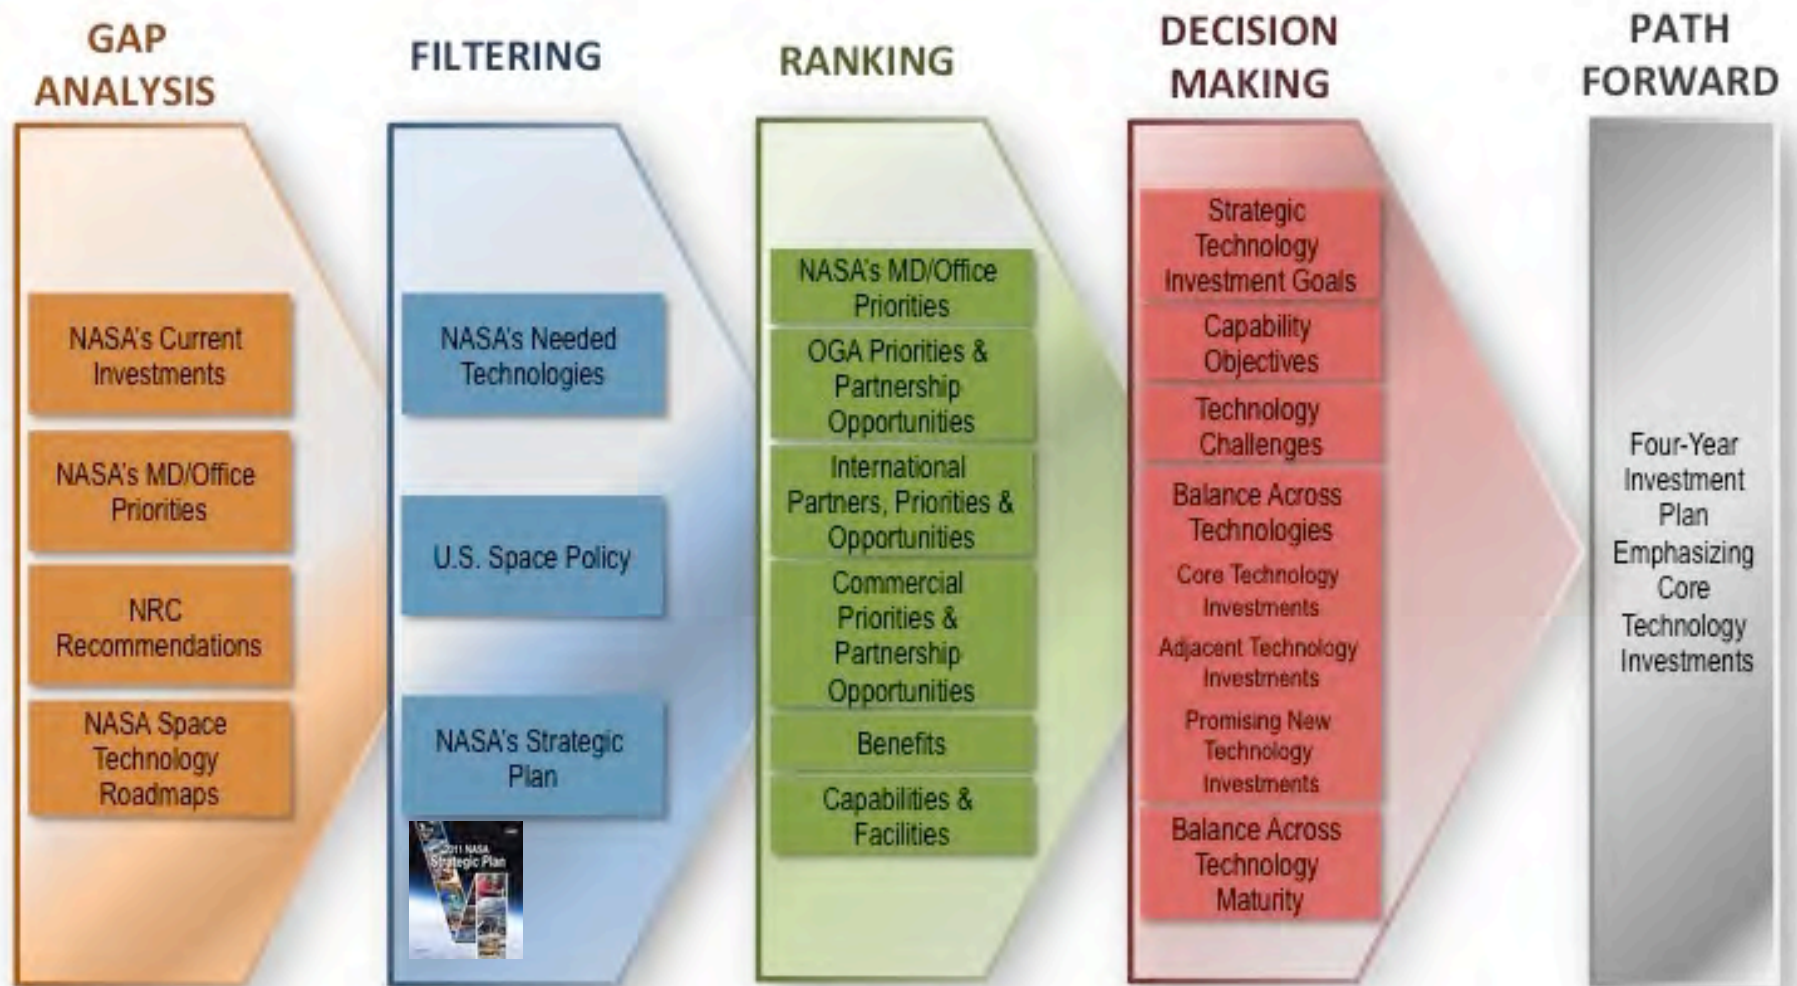 GAP
ANALYSIS
NASA's Current
Investments
NASA's MD/Office
Priorities
NRC
Recommendations
NASA Space
Technology
Roadmaps
FILTERING
NASA's Needed
Technologies
U.S. Space Policy
NASA's Strategic
Plan
2011 NASA
Strategic Plan
RANKING
NASA's MD/Office
Priorities
OGA Priorities &
Partnership
Opportunities
International
Partners, Priorities &
Opportunities
Commercial
Priorities &
Partnership
Opportunities
Benefits
Capabilities &
Facilities
DECISION
MAKING
Strategic
Technology
Investment Goals
Capability
Objectives
Technology
Challenges
Balance Across
Technologies
Core Technology
Investments
Adjacent Technology
Investments
Promising New
Technology
Investments
Balance Across
Technology
Maturity
PATH
FORWARD
Four-Year
Investment
Plan
Emphasizing
Core
Technology
Investments